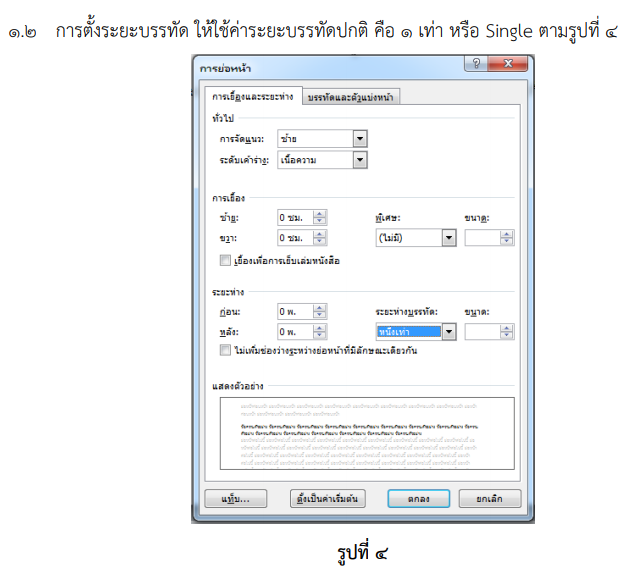 ๑.๒ การตั้งระยะบรรทัด ให้ใช้ค่าระยะบรรทัดปกติ คือ ๑ เท่า หรือ Single ตามรูปที่ ๔
การย่อหน้า
การเยื้องและระยะห่าง บรรทัดและตัวแบ่งหน้า
ทั่วไป
การจัดแนว: ซ้าย
ระดับเค้าร่าง: เนื้อความ
การเยื้อง
ซ้าย: 0 ซม. พิเศษ: ขนาด:
ขวา: 0 ซม. (ไม่มี)
เยื้องเพื่อการเย็บเล่มหนังสือ
ระยะห่าง
ก่อน: 0 พ. ระยะห่างบรรทัด: ขนาด:
หลัง: 0 พ. หนึ่งเท่า
ไม่เพิ่มช่องว่างระหว่างย่อหน้าที่มีลักษณะเดียวกัน
แสดงตัวอย่าง
แท็บ... ตั้งเป็นค่าเริ่มต้น ตกลง ยกเลิก
รูปที่ ๔